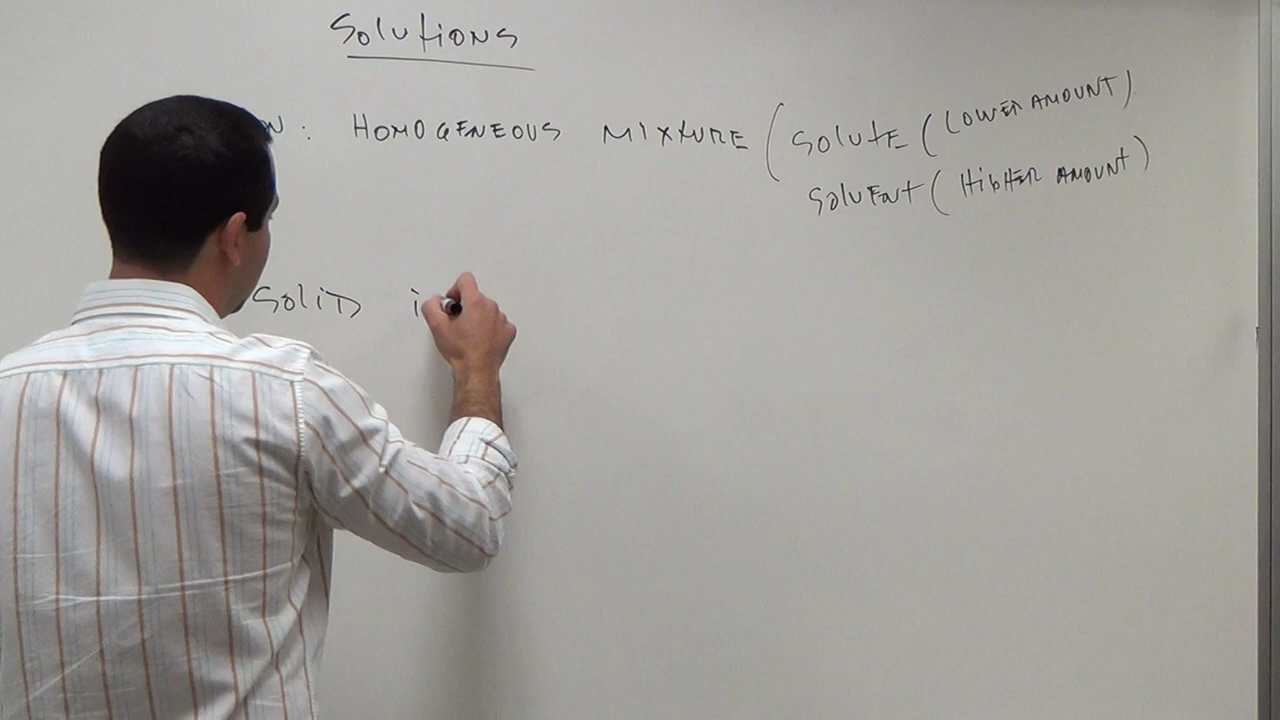 Solutions
N : HOMOGENEOUS MIXTURE ( SOLUTE ( LOWER AMOUNT )
SOLVENT ( HIGHER AMOUNT )
SOLID i